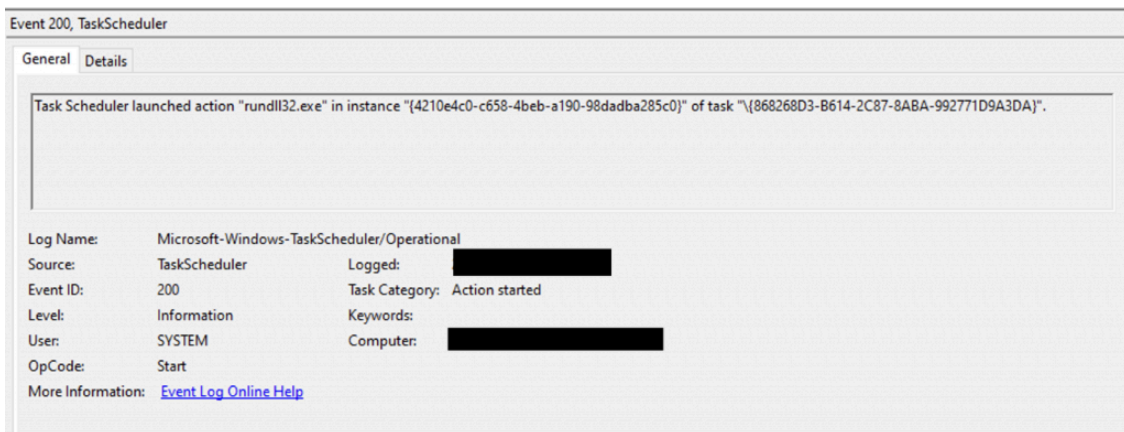 Event 200, TaskScheduler
General Details
Task Scheduler launched action "rundll32.exe" in instance "{4210e4c0-c658-4beb-a190-98dadba285c0}" of task "\{868268D3-B614-2C87-8ABA-992771D9A3DA}".
Log Name: Microsoft-Windows-TaskScheduler/Operational
Source: TaskScheduler Logged:
Event ID: 200 Task Category: Action started
Level: Information Keywords:
User: SYSTEM Computer:
OpCode: Start
More Information: Event Log Online Help